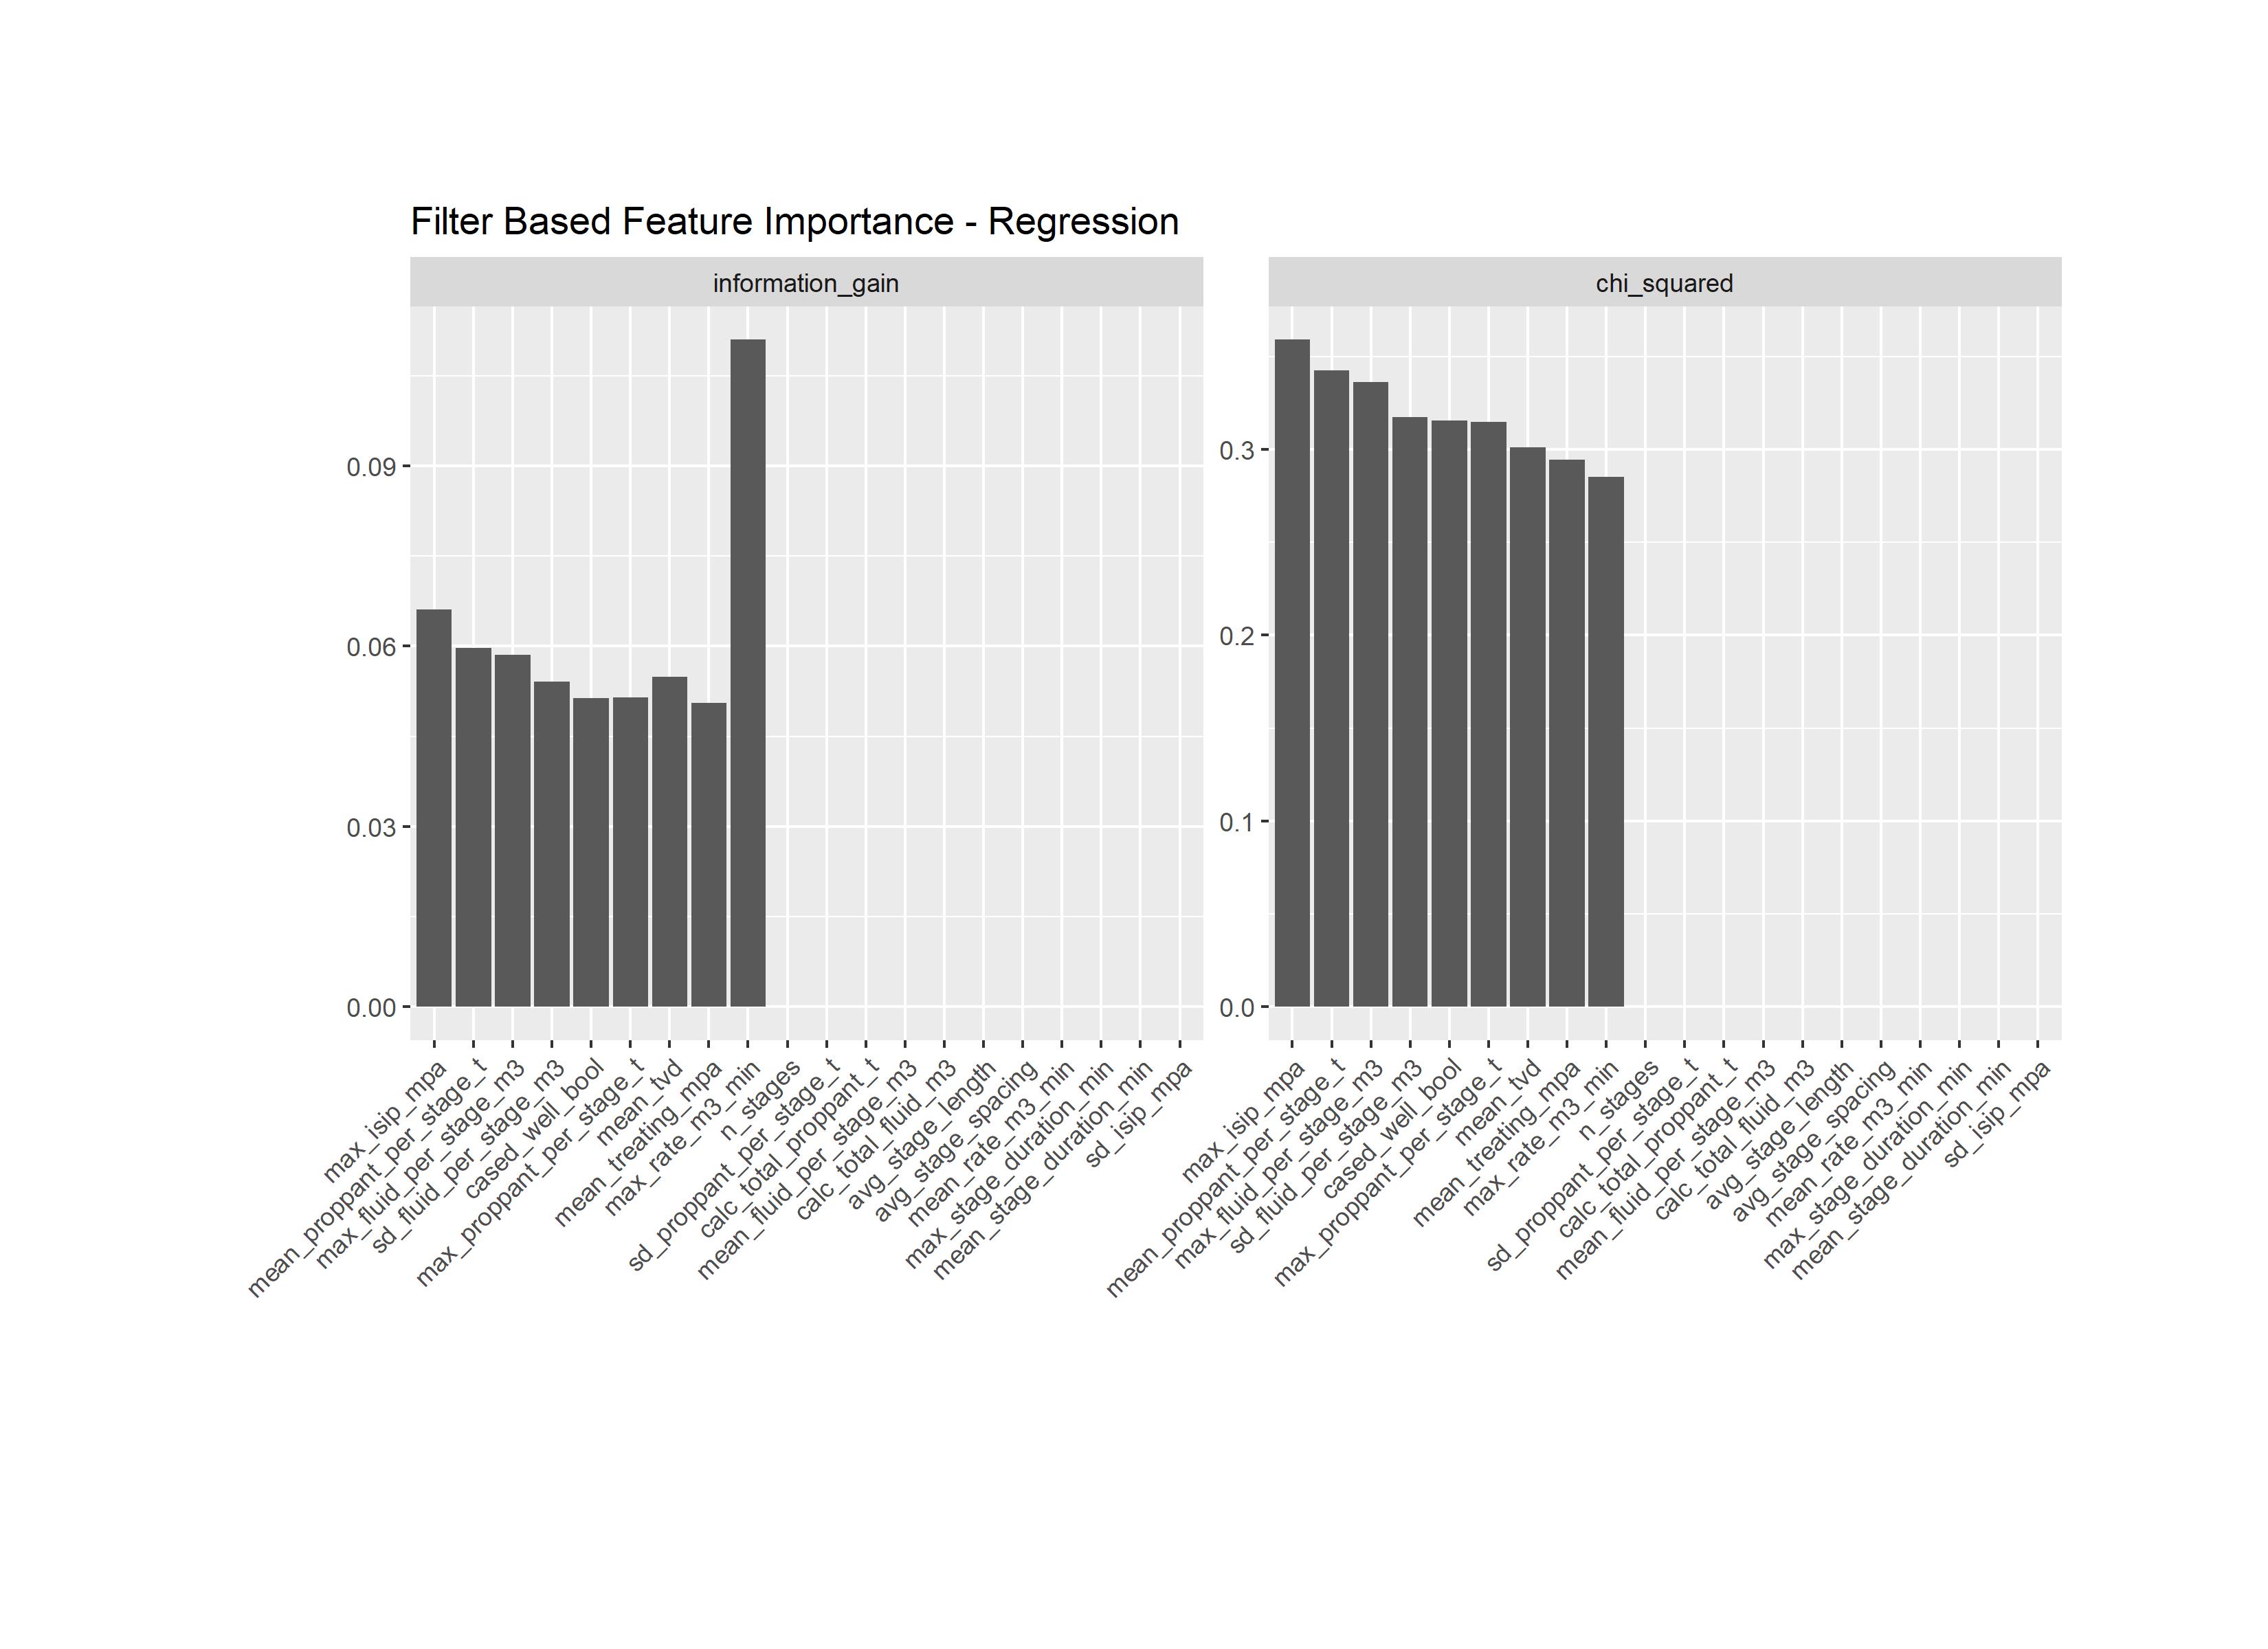 Filter Based Feature Importance - Regression
information_gain
chi_squared
0.09
0.06
0.03
0.00
0.3
0.2
0.1
0.0
max_isip_mpa
mean_proppant_per_stage_t
max_fluid_per_stage_m3
sd_fluid_per_stage_m3
cased_well_bool
max_proppant_per_stage_t
mean_tvd
mean_treating_mpa
max_rate_m3_min
n_stages
sd_proppant_per_stage_t
calc_total_proppant_t
mean_fluid_per_stage_m3
calc_total_fluid_m3
avg_stage_length
avg_stage_spacing
mean_rate_m3_min
max_stage_duration_min
mean_stage_duration_min
sd_isip_mpa
max_isip_mpa
mean_proppant_per_stage_t
max_fluid_per_stage_m3
sd_fluid_per_stage_m3
cased_well_bool
max_proppant_per_stage_t
mean_tvd
mean_treating_mpa
max_rate_m3_min
n_stages
sd_proppant_per_stage_t
calc_total_proppant_t
mean_fluid_per_stage_m3
calc_total_fluid_m3
avg_stage_length
avg_stage_spacing
mean_rate_m3_min
max_stage_duration_min
mean_stage_duration_min
sd_isip_mpa